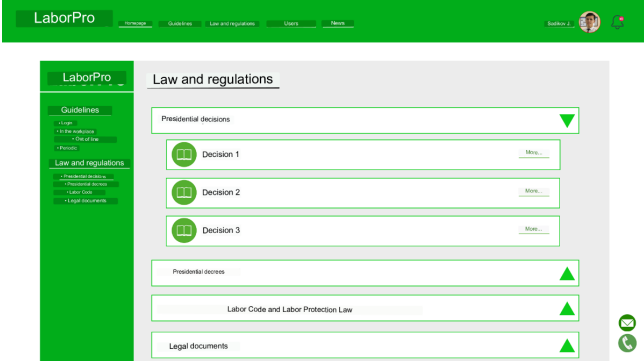 LaborPro
Homepage
Guidelines
Law and regulations
Users
News
Sadikov J.
LaborPro
Law and regulations
Guidelines
• Login
• In the workplace
• Out of line
• Periodic
Law and regulations
• Presidential decisions
• Presidential decrees
• Labor Code
• Legal documents
Presidential decisions
Decision 1
More...
Decision 2
More...
Decision 3
More...
Presidential decrees
Labor Code and Labor Protection Law
Legal documents